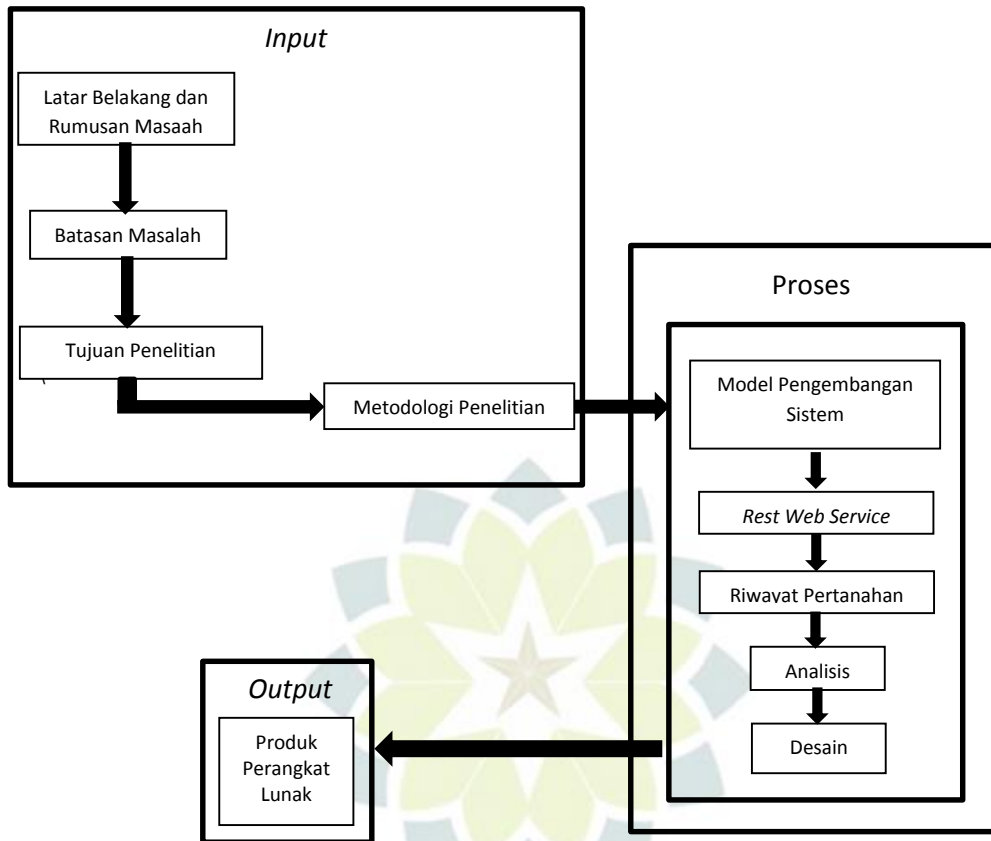 Input
Latar Belakang dan
Rumusan Masaah
Batasan Masalah
Tujuan Penelitian
Metodologi Penelitian
Proses
Model Pengembangan
Sistem
Rest Web Service
Riwayat Pertanahan
Analisis
Desain
Output
Produk
Perangkat
Lunak